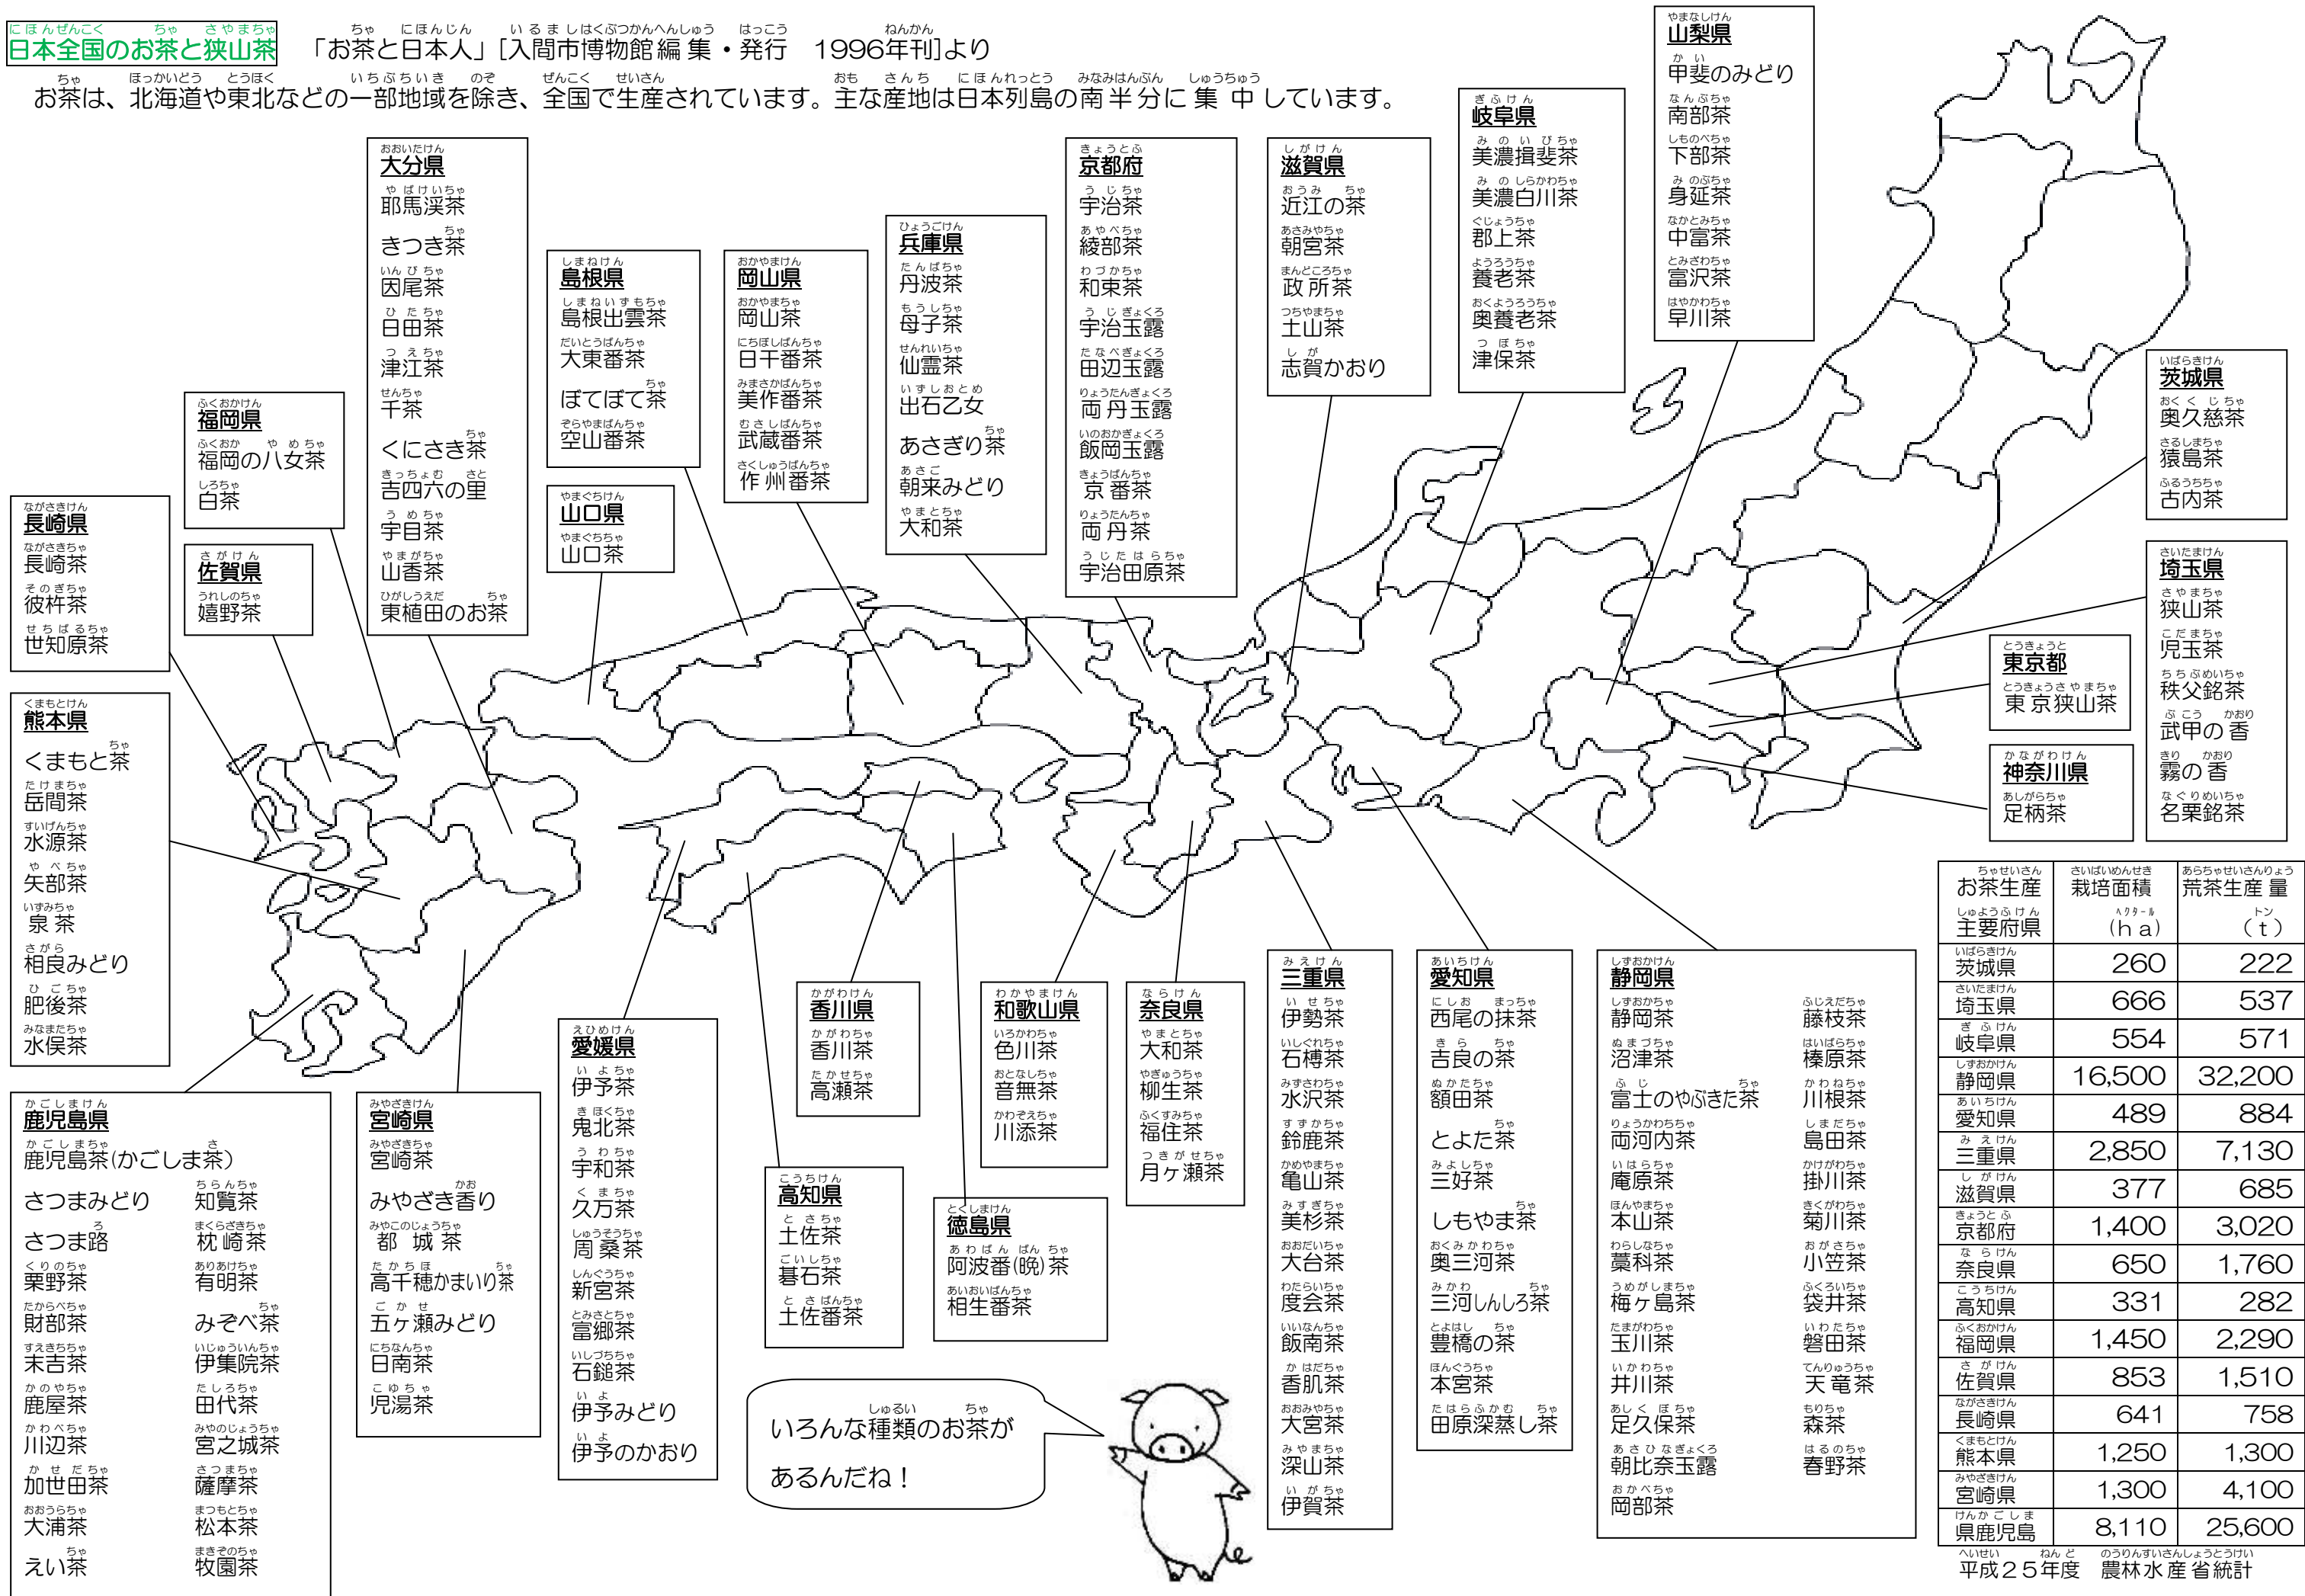 日本全国のお茶と狭山茶 「お茶と日本人」[入間市博物館編集・発行 1996年刊]より
お茶は、北海道や東北などの一部地域を除き、全国で生産されています。主な産地は日本列島の南半分に集中しています。
長崎県
長崎茶
彼杵茶
世知原茶
福岡県
福岡の八女茶
白茶
佐賀県
嬉野茶
大分県
耶馬渓茶
きつき茶
因尾茶
日田茶
津江茶
千茶
くにさき茶
吉四六の里
宇目茶
山香茶
東植田のお茶
島根県
島根出雲茶
大東番茶
ぼてぼて茶
空山番茶
山口県
山口茶
岡山県
岡山茶
日干番茶
美作番茶
武蔵番茶
作州番茶
兵庫県
丹波茶
母子茶
仙霊茶
出石乙女
あさぎり茶
朝来みどり
大和茶
京都府
宇治茶
綾部茶
和束茶
宇治玉露
田辺玉露
両丹玉露
飯岡玉露
京番茶
両丹茶
宇治田原茶
滋賀県
近江の茶
朝宮茶
政所茶
土山茶
志賀かおり
岐阜県
美濃揖斐茶
美濃白川茶
郡上茶
養老茶
奥養老茶
津保茶
山梨県
甲斐のみどり
南部茶
下部茶
身延茶
中富茶
富沢茶
早川茶
茨城県
奥久慈茶
猿島茶
古内茶
埼玉県
狭山茶
児玉茶
秩父銘茶
武甲の香
霧の香
名栗銘茶
東京都
東京狭山茶
神奈川県
足柄茶
熊本県
くまもと茶
岳間茶
水源茶
矢部茶
泉茶
相良みどり
肥後茶
水俣茶
鹿児島県
鹿児島茶(かごしま茶)
さつまみどり 知覧茶
さつま路 枕崎茶
栗野茶 有明茶
財部茶 みぞべ茶
末吉茶 伊集院茶
鹿屋茶 田代茶
川辺茶 宮之城茶
加世田茶 薩摩茶
大浦茶 松本茶
えい茶 牧園茶
宮崎県
宮崎茶
みやざき香り
都城茶
高千穂かまいり茶
五ヶ瀬みどり
日南茶
児湯茶
愛媛県
伊予茶
鬼北茶
宇和茶
久万茶
周桑茶
新宮茶
富郷茶
石鎚茶
伊予みどり
伊予のかおり
香川県
香川茶
高瀬茶
高知県
土佐茶
碁石茶
土佐番茶
徳島県
阿波番(晩)茶
相生番茶
和歌山県
色川茶
音無茶
川添茶
奈良県
大和茶
柳生茶
福住茶
月ヶ瀬茶
三重県
伊勢茶
石榑茶
水沢茶
鈴鹿茶
亀山茶
美杉茶
大台茶
度会茶
飯南茶
香肌茶
大宮茶
深山茶
伊賀茶
愛知県
西尾の抹茶
吉良の茶
額田茶
とよた茶
三好茶
しもやま茶
奥三河茶
三河しんしろ茶
豊橋の茶
本宮茶
田原深蒸し茶
静岡県
静岡茶 藤枝茶
沼津茶 榛原茶
富士のやぶきた茶 川根茶
両河内茶 島田茶
庵原茶 掛川茶
本山茶 菊川茶
藁科茶 小笠茶
梅ヶ島茶 袋井茶
玉川茶 磐田茶
井川茶 天竜茶
足久保茶 森茶
朝比奈玉露 春野茶
岡部茶
いろんな種類のお茶が
あるんだね！
お茶生産 栽培面積 荒茶生産量
主要府県 (ha) (t)
茨城県 260 222
埼玉県 666 537
岐阜県 554 571
静岡県 16,500 32,200
愛知県 489 884
三重県 2,850 7,130
滋賀県 377 685
京都府 1,400 3,020
奈良県 650 1,760
高知県 331 282
福岡県 1,450 2,290
佐賀県 853 1,510
長崎県 641 758
熊本県 1,250 1,300
宮崎県 1,300 4,100
県鹿児島 8,110 25,600
平成25年度 農林水産省統計